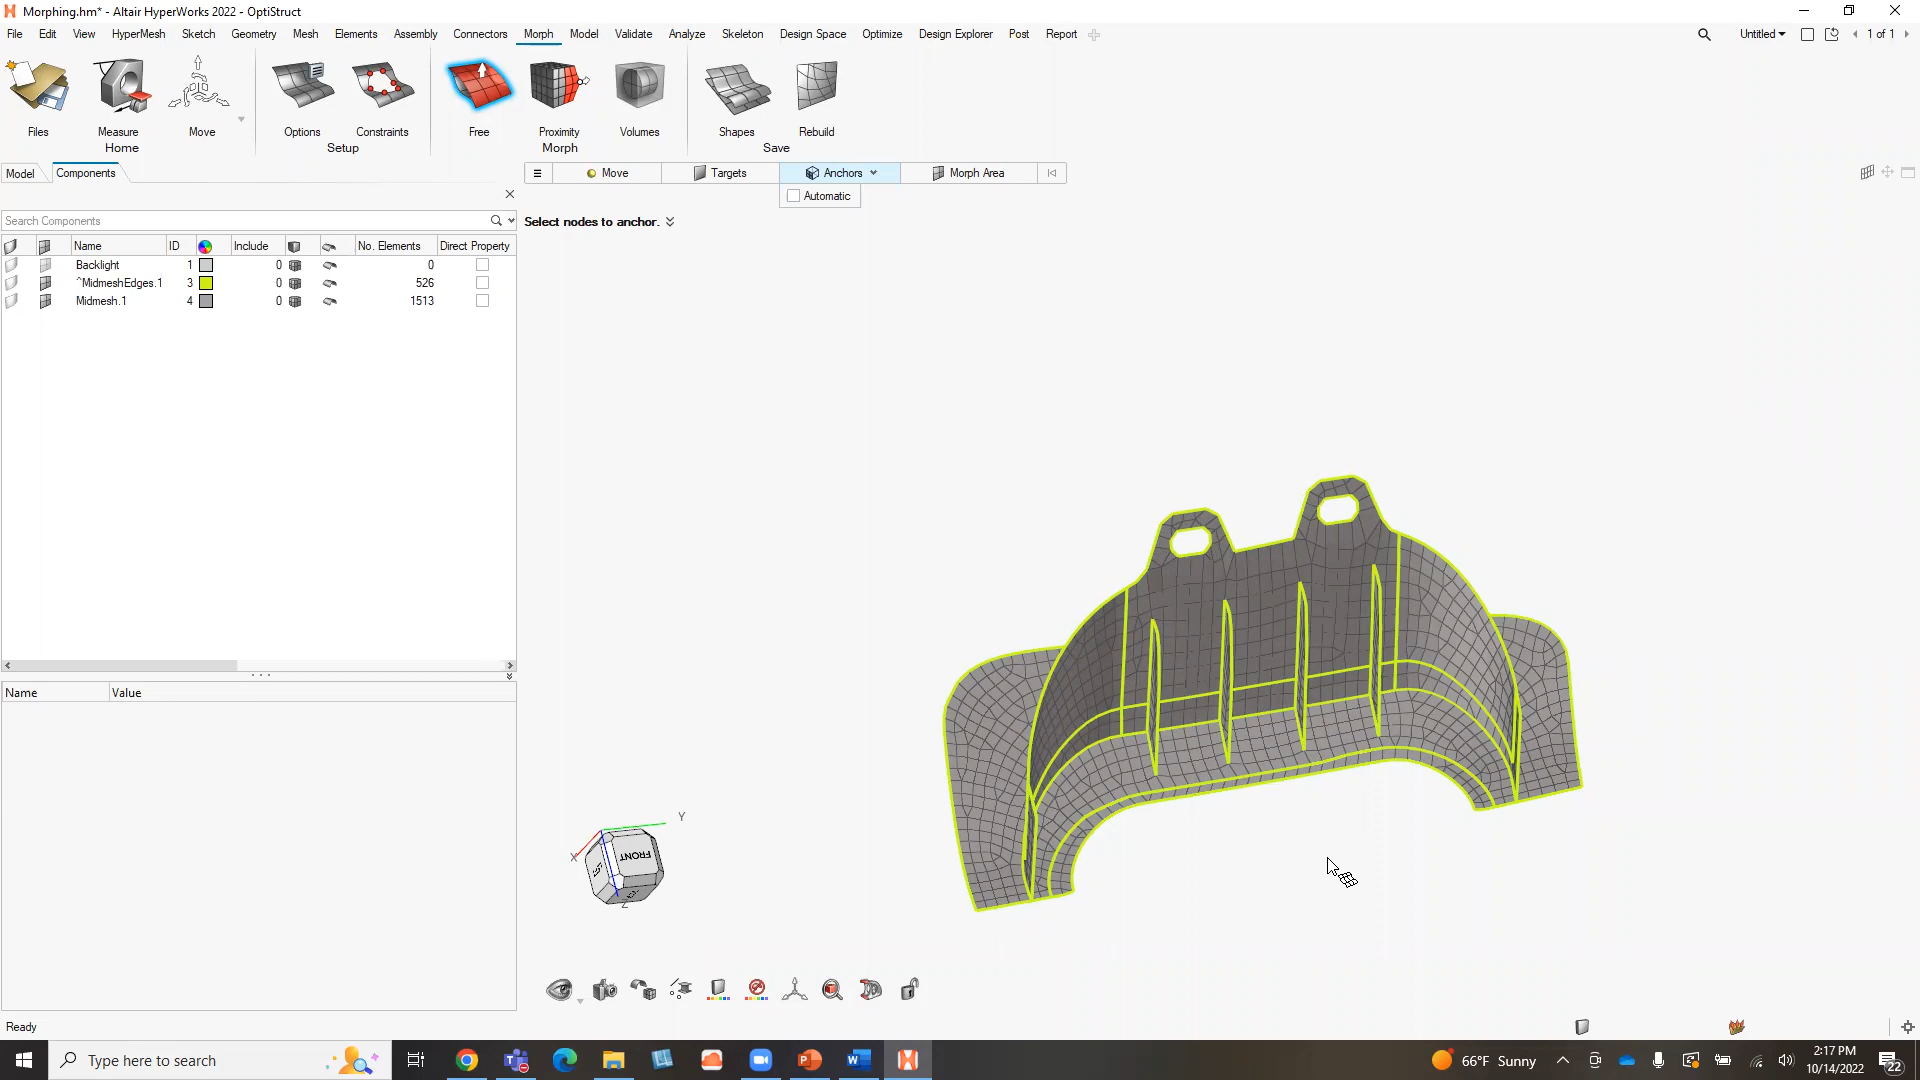 Morphing.hm* - Altair HyperWorks 2022 - OptiStruct
File Edit View HyperMesh Sketch Geometry Mesh Elements Assembly Connectors Morph Model Validate Analyze Skeleton Design Space Optimize Design Explorer Post Report Untitled 1 of 1
Files Measure Move Options Constraints Free Proximity Volumes Shapes Rebuild
Home Setup Morph Save
Model Components
Move Targets Anchors Morph Area
Automatic
Search Components
Select nodes to anchor.
Name ID Include No. Elements Direct Property
Backlight 1 0 0
^MidmeshEdges.1 3 0 526
Midmesh.1 4 0 1513
Name Value
Y
X
FRONT
Z
Ready
Type here to search
66°F Sunny
2:17 PM
10/14/2022
22